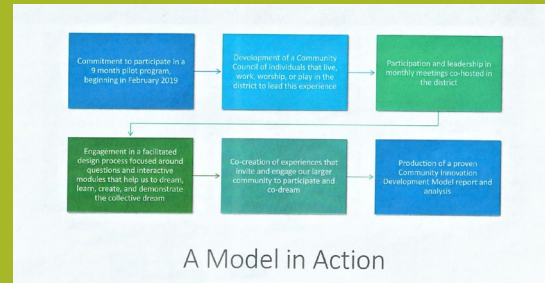 Commitment to participate in a
9 month pilot program,
beginning in February 2019
Development of a Community
Council of individuals that live,
work, worship, or play in the
district to lead this experience
Participation and leadership in
monthly meetings co-hosted in
the district
Engagement in a facilitated
design process focused around
questions and interactive
modules that help us to dream,
learn, create, and demonstrate
the collective dream
Co-creation of experiences that
invite and engage our larger
community to participate and
co-dream
Production of a proven
Community Innovation
Development Model report and
analysis
A Model in Action